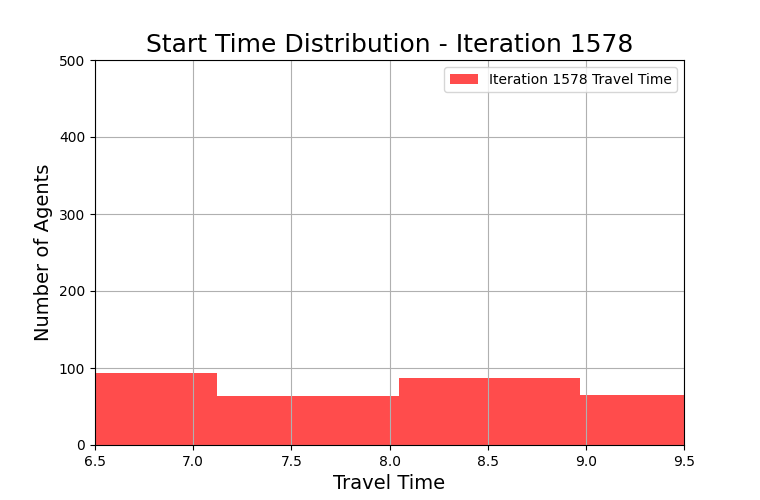 Start Time Distribution - Iteration 1578
Iteration 1578 Travel Time
Number of Agents
500
400
300
200
100
0
6.5 7.0 7.5 8.0 8.5 9.0 9.5
Travel Time